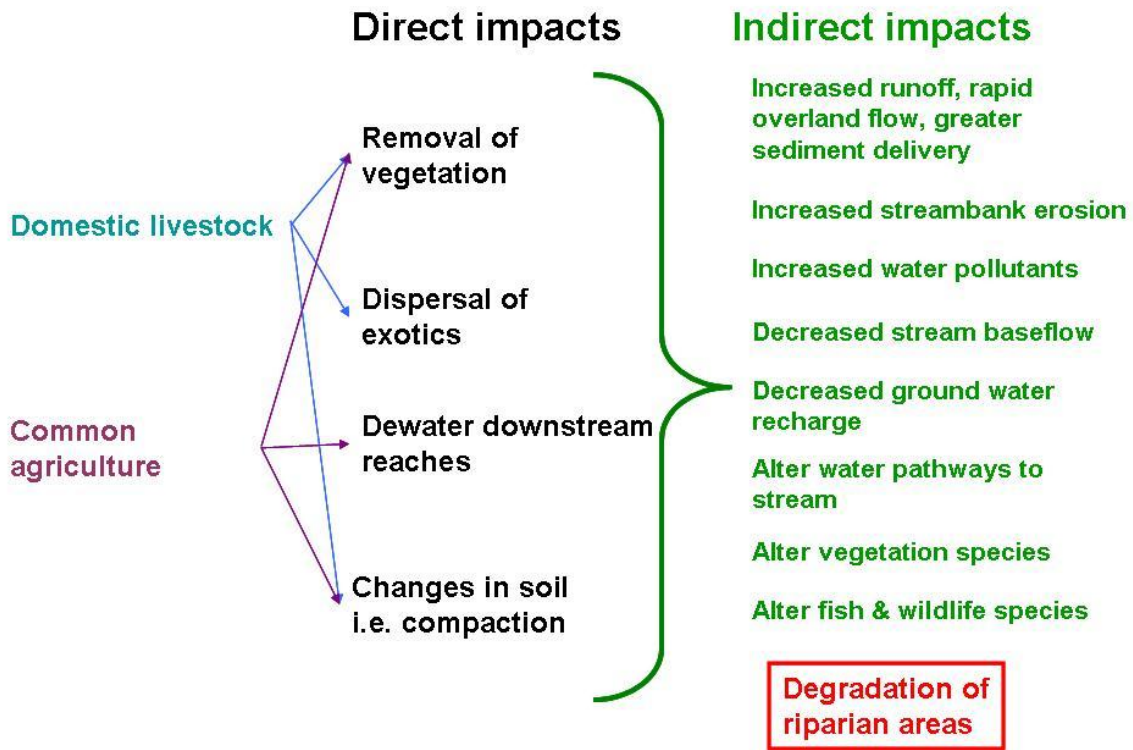 Direct impacts
Indirect impacts
Domestic livestock
Common
agriculture
Removal of
vegetation
Dispersal of
exotics
Dewater downstream
reaches
Changes in soil
i.e. compaction
Increased runoff, rapid
overland flow, greater
sediment delivery
Increased streambank erosion
Increased water pollutants
Decreased stream baseflow
Decreased ground water
recharge
Alter water pathways to
stream
Alter vegetation species
Alter fish & wildlife species
Degradation of
riparian areas